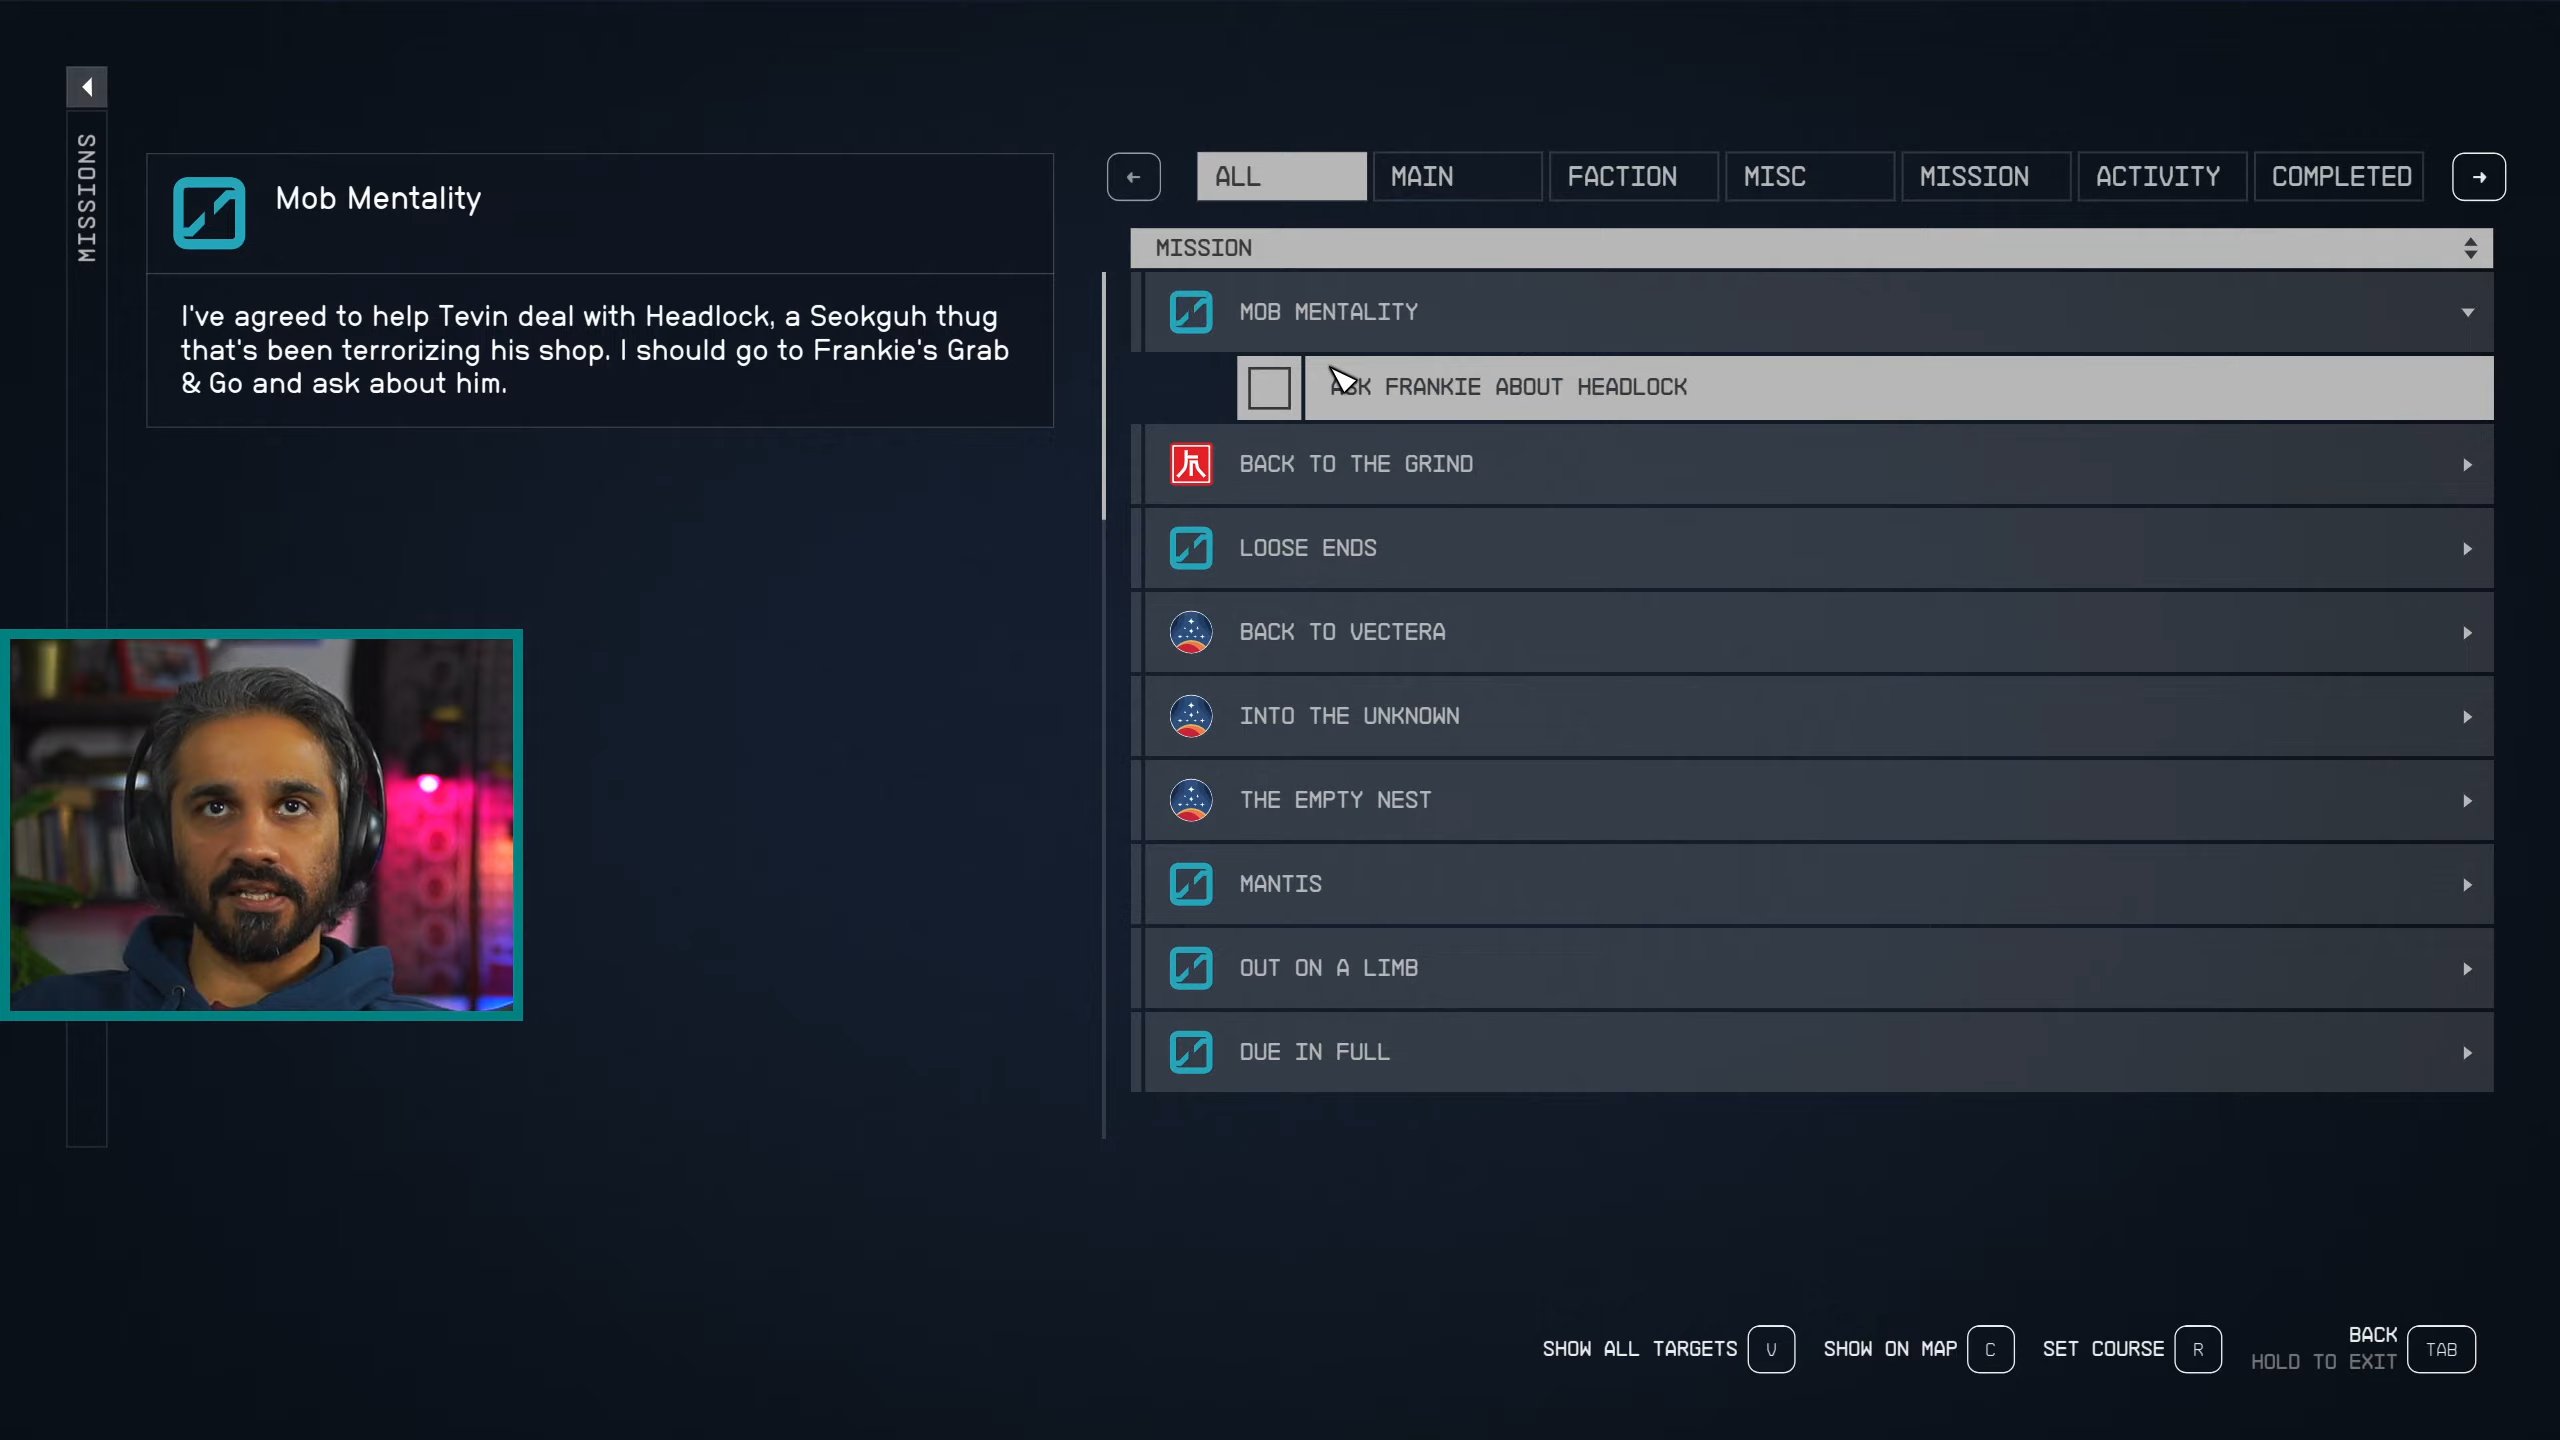 MISSIONS
Mob Mentality
I've agreed to help Tevin deal with Headlock, a Seokguh thug
that's been terrorizing his shop. I should go to Frankie's Grab
& Go and ask about him.
ALL
MAIN
FACTION
MISC
MISSION
ACTIVITY
COMPLETED
MISSION
MOB MENTALITY
ASK FRANKIE ABOUT HEADLOCK
BACK TO THE GRIND
LOOSE ENDS
BACK TO VECTERA
INTO THE UNKNOWN
THE EMPTY NEST
MANTIS
OUT ON A LIMB
DUE IN FULL
SHOW ALL TARGETS V
SHOW ON MAP C
SET COURSE R
BACK
HOLD TO EXIT
TAB